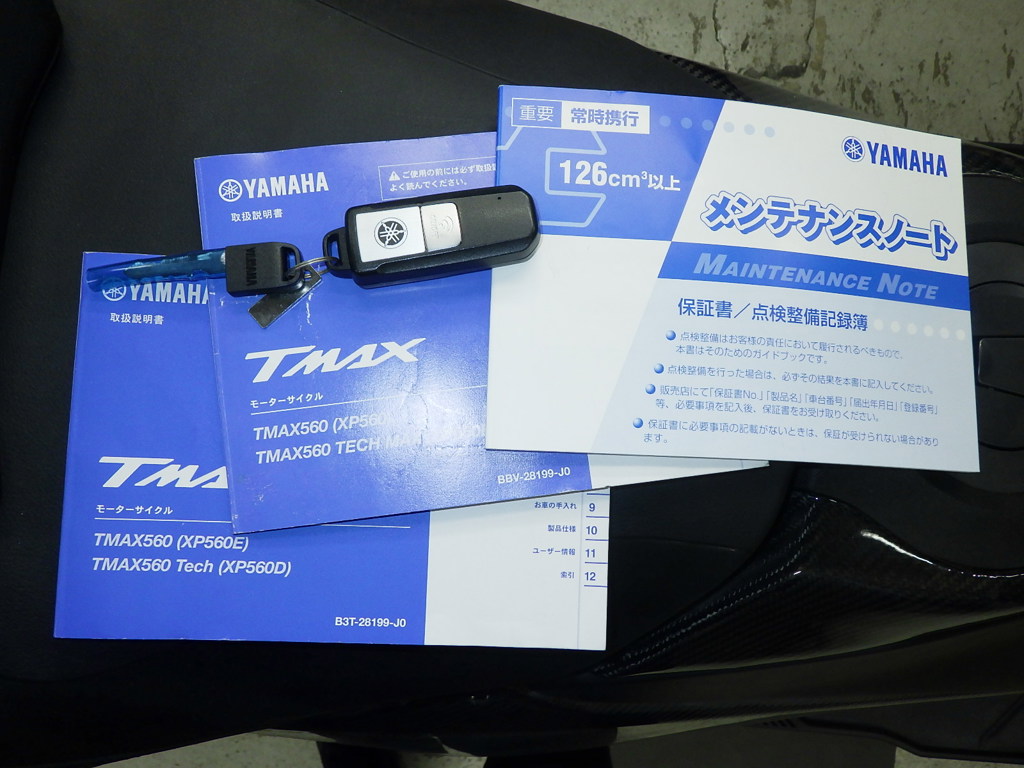 重要 常時携行
126cm³以上
YAMAHA
メンテナンスノート
MAINTENANCE NOTE
保証書/点検整備記録簿
点検整備はお客様の責任において履行されるべきもので、
本書はそのためのガイドブックです。
点検整備を行った場合は、必ずその結果を本書に記入してください。
販売店にて「保証書No.」「製品名」「車台番号」「届出年月日」「登録番号」
等、必要事項を記入後、保証書をお受け取りください。
保証書に必要事項の記載がないときは、保証が受けられない場合があり
ます。
YAMAHA
取扱説明書
ご使用の前には必ず取扱
よく読んでください。
YAMAHA
TMAX
モーターサイクル
TMAX560 (XP560
TMAX560 TECH
BBV-28199-J0
YAMAHA
取扱説明書
TMA
モーターサイクル
TMAX560 (XP560E)
TMAX560 Tech (XP560D)
B3T-28199-J0
お車の手入れ 9
製品仕様 10
ユーザー情報 11
索引 12